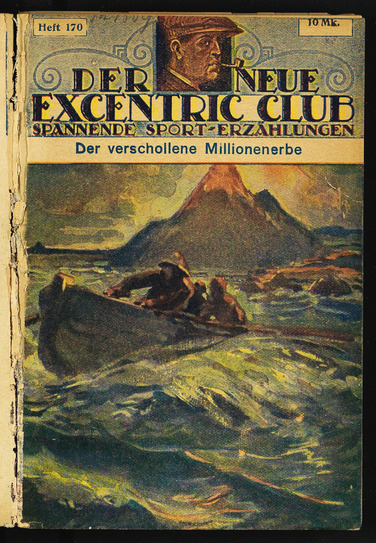 Heft 170
10 Mk.
DER NEUE
EXCENTRIC CLUB
SPANNENDE SPORT-ERZÄHLUNGEN
Der verschollene Millionenerbe